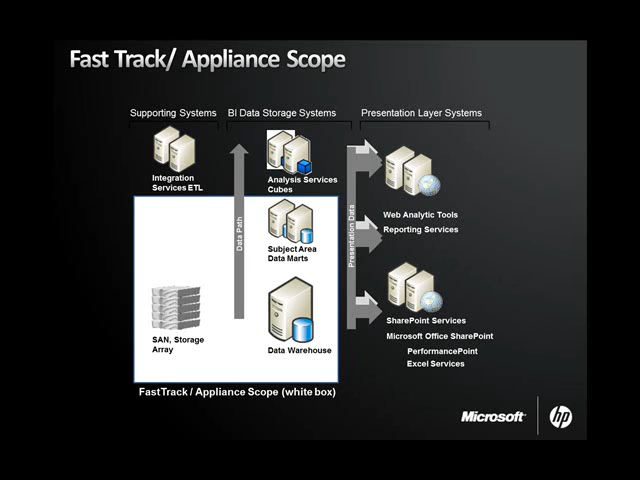 Fast Track/ Appliance Scope
Supporting Systems
BI Data Storage Systems
Presentation Layer Systems
Integration
Services ETL
Analysis Services
Cubes
Data Path
Presentation Data
Subject Area
Data Marts
Web Analytic Tools
Reporting Services
SAN, Storage
Array
Data Warehouse
SharePoint Services
Microsoft Office SharePoint
PerformancePoint
Excel Services
FastTrack / Appliance Scope (white box)
Microsoft
hp